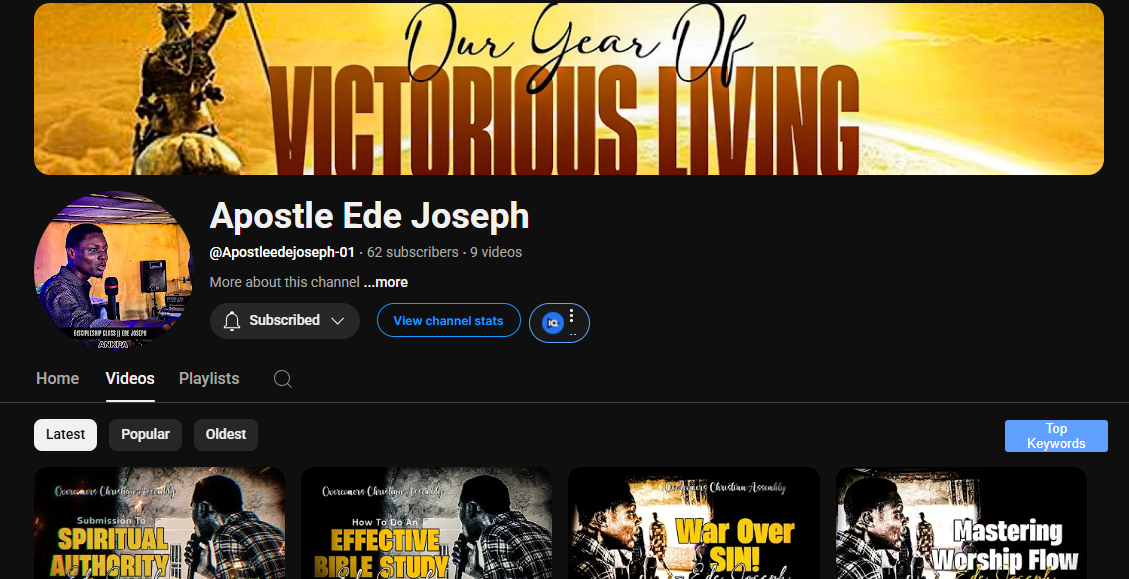 Our Year Of
VICTORIOUS LIVING
Apostle Ede Joseph
@Apostleedejoseph-01 · 62 subscribers · 9 videos
More about this channel ...more
Subscribed
View channel stats
IQ
DISCIPLESHIP CLASS || EDE JOSEPH
ANKPA
Home Videos Playlists
Latest Popular Oldest
Top
Keywords
Overcomers Christian Assembly
Submission To
SPIRITUAL
AUTHORITY
Overcomers Christian Assembly
How To Do An
EFFECTIVE
BIBLE STUDY
Overcomers Christian Assembly
War Over
SIN!
Ede Joseph
Mastering
Worship Flow
Ede Joseph